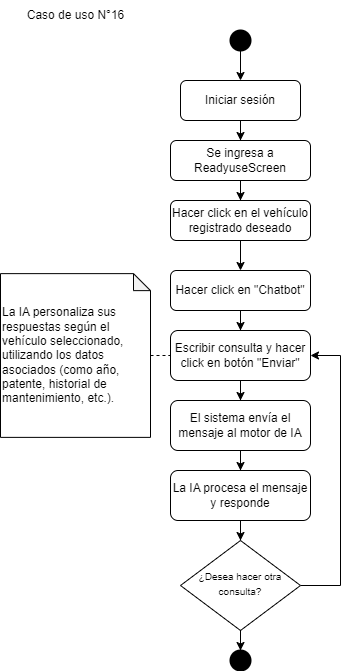 Caso de uso N°16
Iniciar sesión
Se ingresa a
ReadyuseScreen
Hacer click en el vehículo
registrado deseado
Hacer click en "Chatbot"
La IA personaliza sus
respuestas según el
vehículo seleccionado,
utilizando los datos
asociados (como año,
patente, historial de
mantenimiento, etc.).
Escribir consulta y hacer
click en botón "Enviar"
El sistema envía el
mensaje al motor de IA
La IA procesa el mensaje
y responde
¿Desea hacer otra
consulta?